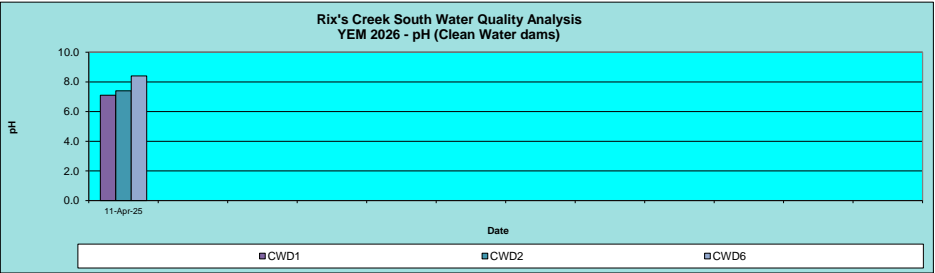 Rix's Creek South Water Quality Analysis
YEM 2026 - pH (Clean Water dams)
10.0
8.0
6.0
4.0
2.0
0.0
pH
11-Apr-25
Date
CWD1 CWD2 CWD6